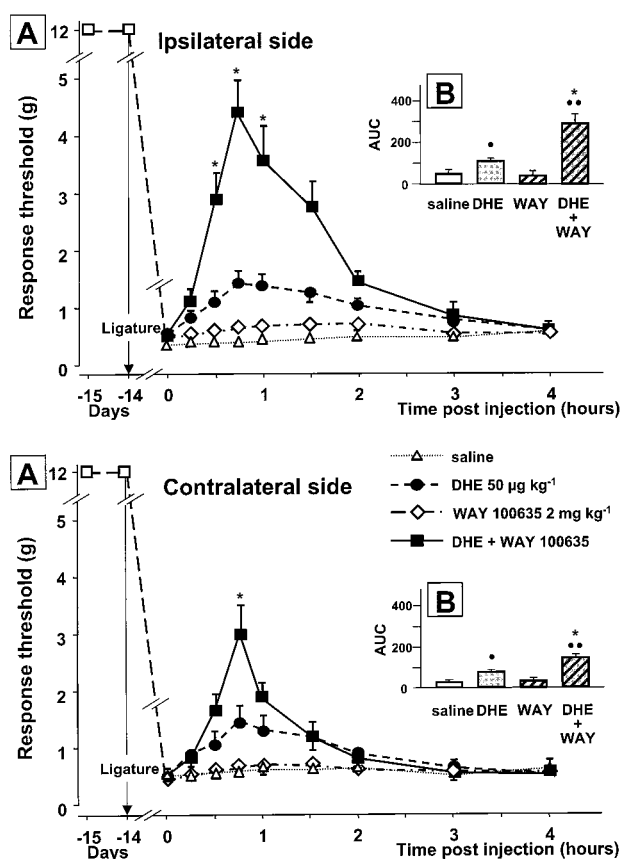 A
Ipsilateral side
12
5
4
3
2
1
0
Response threshold (g)
Ligature
-15 -14 0 1 2 3 4
Days
Time post injection (hours)
B
AUC
400
200
0
*
saline DHE WAY DHE + WAY
* * *
A
Contralateral side
12
5
4
3
2
1
0
Response threshold (g)
Ligature
-15 -14 0 1 2 3 4
Days
Time post injection (hours)
*
saline
DHE 50 µg kg-1
WAY 100635 2 mg kg-1
DHE + WAY 100635
B
AUC
400
200
0
*
saline DHE WAY DHE + WAY